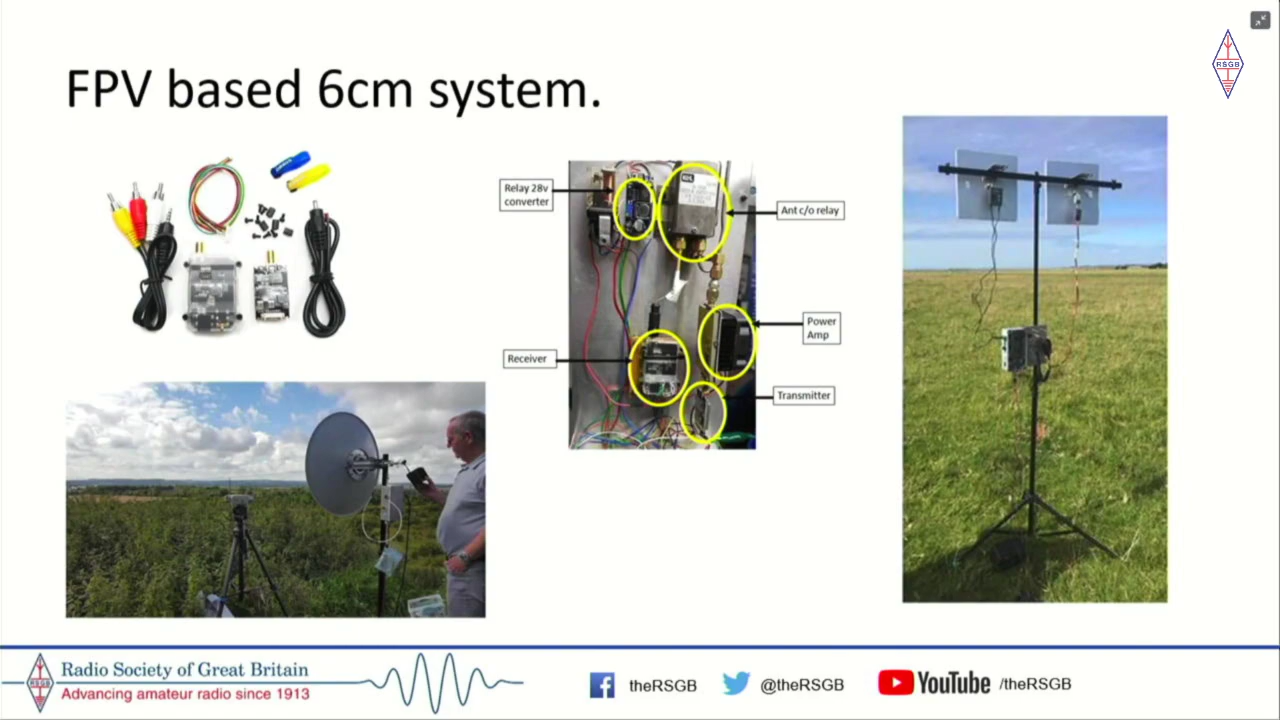 RSGB
FPV based 6cm system.
Relay 28v
converter
Ant c/o relay
Power
Amp
Receiver
Transmitter
Radio Society of Great Britain
Advancing amateur radio since 1913
theRSGB
@theRSGB
YouTube /theRSGB